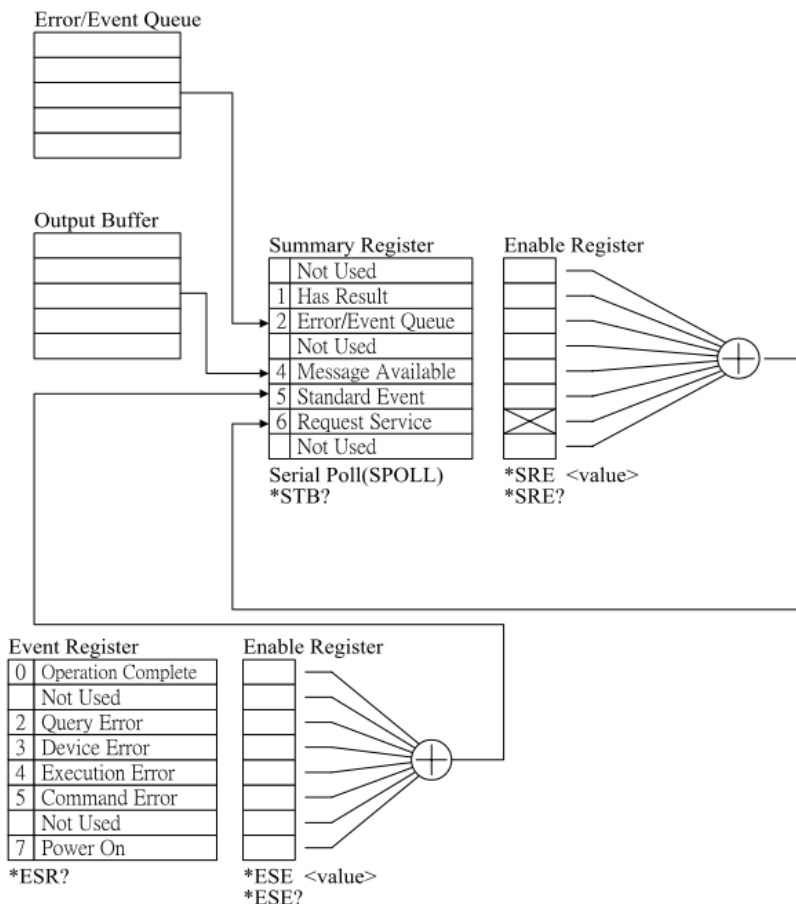 Error/Event Queue
Output Buffer
Summary Register
Not Used
1 Has Result
2 Error/Event Queue
Not Used
4 Message Available
5 Standard Event
6 Request Service
Not Used
Serial Poll(SPOLL)
*STB?
Enable Register
*SRE <value>
*SRE?
Event Register
0 Operation Complete
Not Used
2 Query Error
3 Device Error
4 Execution Error
5 Command Error
Not Used
7 Power On
*ESR?
Enable Register
*ESE <value>
*ESE?